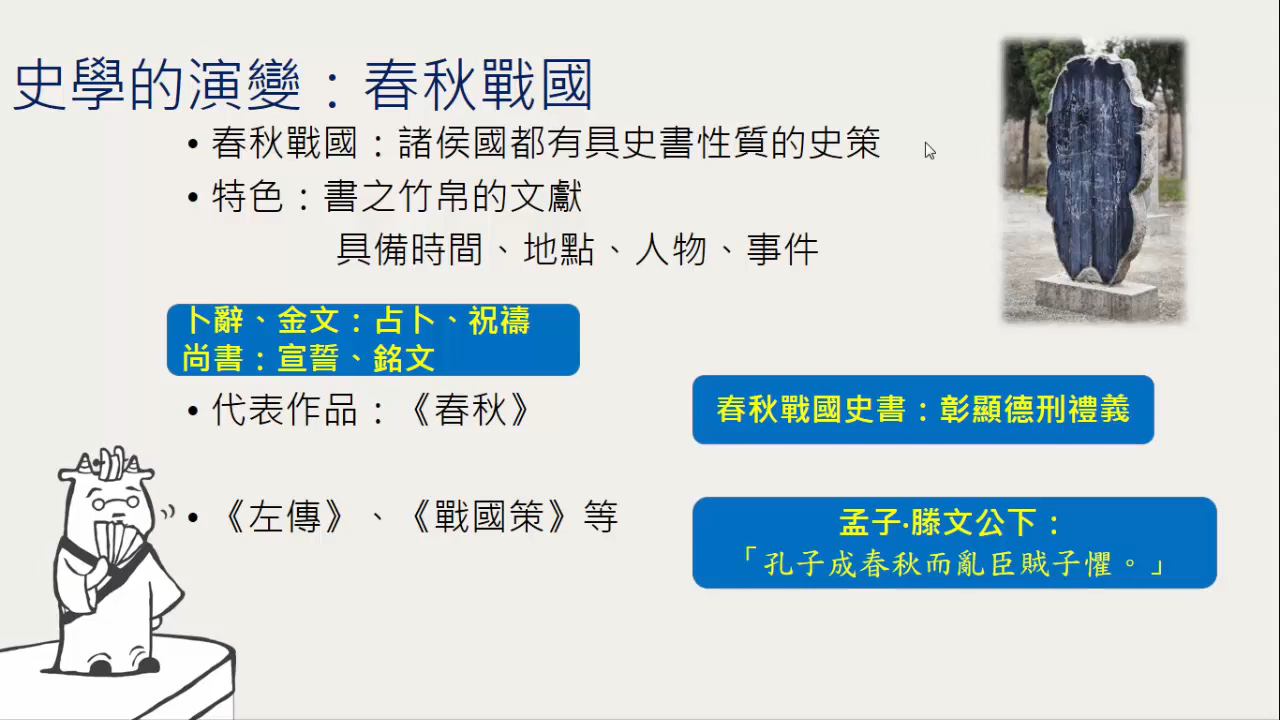 史學的演變：春秋戰國
• 春秋戰國：諸侯國都有具史書性質的史策
• 特色：書之竹帛的文獻
具備時間、地點、人物、事件
卜辭、金文：占卜、祝禱
尚書：宣誓、銘文
• 代表作品：《春秋》
春秋戰國史書：彰顯德刑禮義
• 《左傳》、《戰國策》等
孟子·滕文公下：
「孔子成春秋而亂臣賊子懼。」